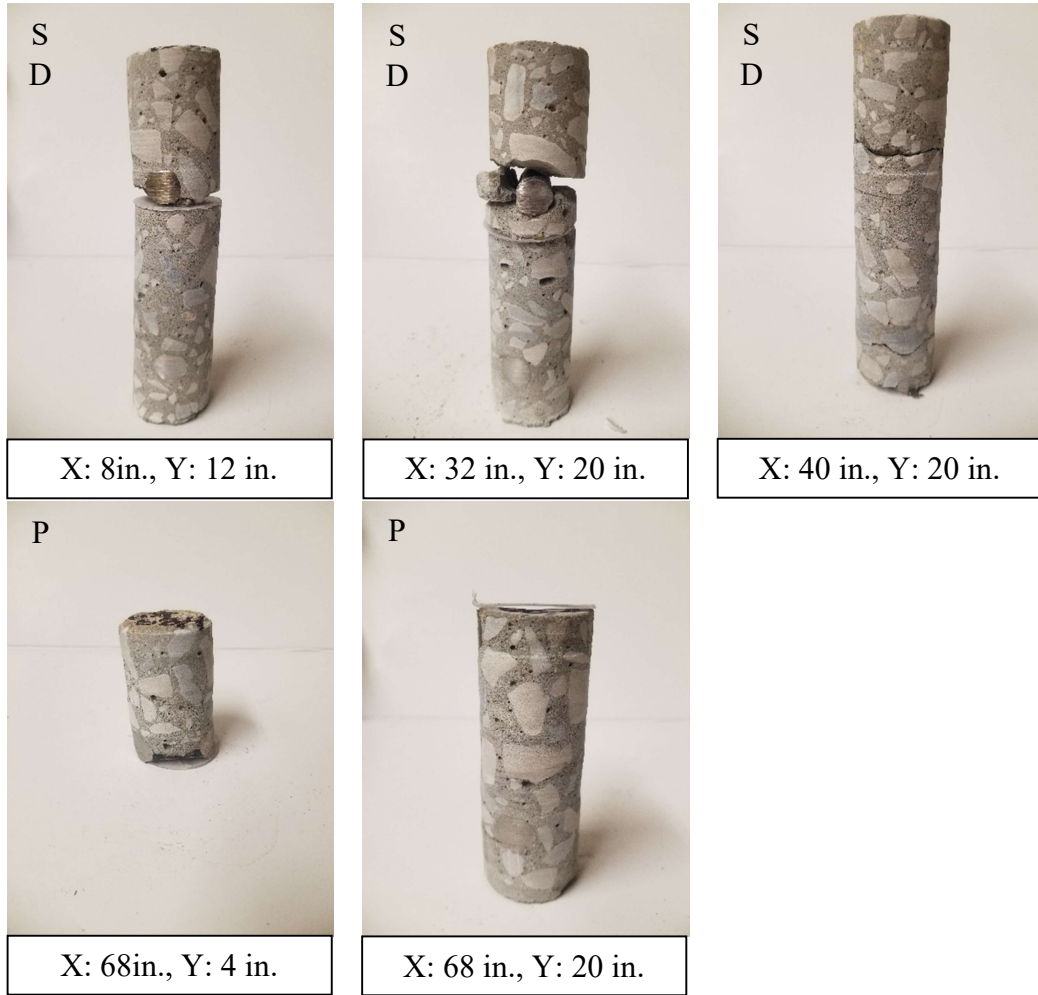 S
D
S
D
S
D
X: 8in., Y: 12 in.
X: 32 in., Y: 20 in.
X: 40 in., Y: 20 in.
P
P
X: 68in., Y: 4 in.
X: 68 in., Y: 20 in.